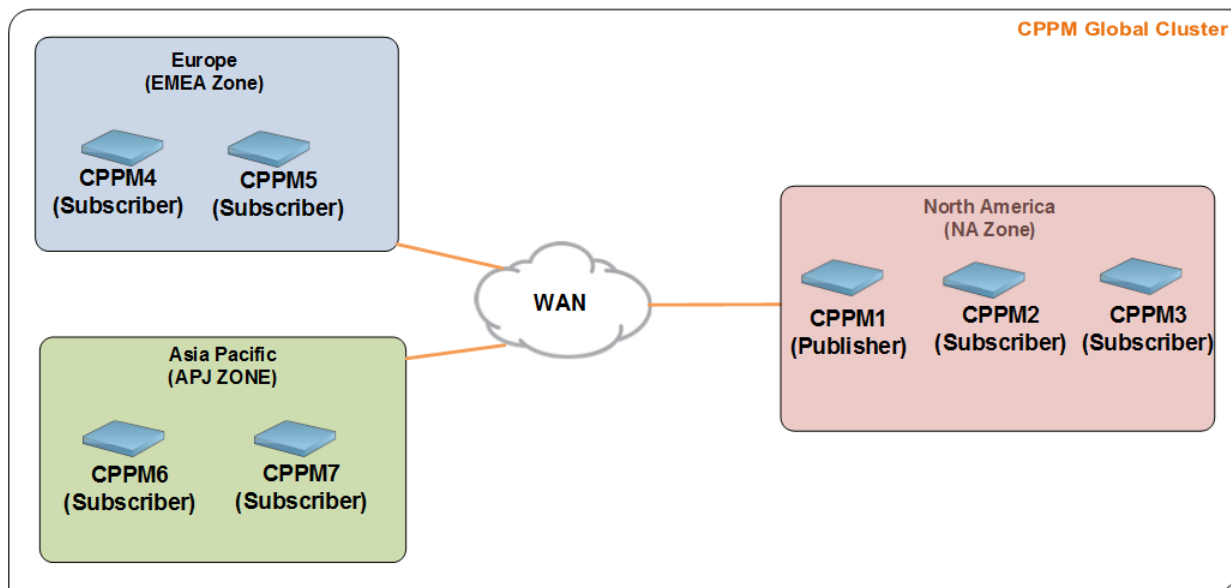 CPPM Global Cluster
Europe
(EMEA Zone)
CPPM4
(Subscriber)
CPPM5
(Subscriber)
Asia Pacific
(APJ ZONE)
CPPM6
(Subscriber)
CPPM7
(Subscriber)
WAN
North America
(NA Zone)
CPPM1
(Publisher)
CPPM2
(Subscriber)
CPPM3
(Subscriber)